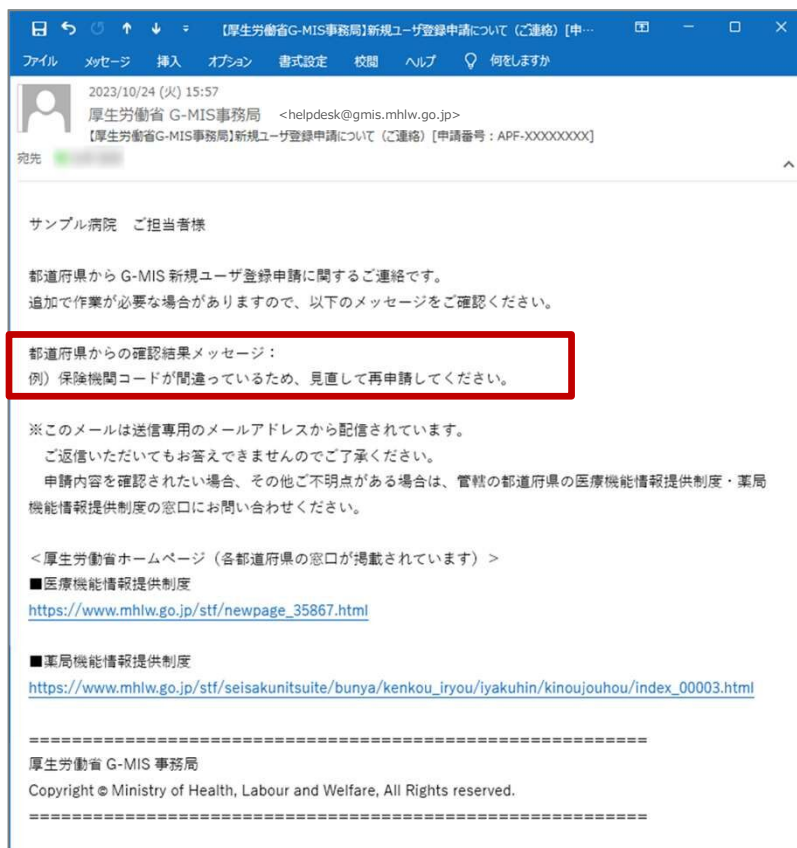 【厚生労働省G-MIS事務局】新規ユーザ登録申請について（ご連絡）[申…
ファイル メッセージ 挿入 オプション 書式設定 校閲 ヘルプ 何をしますか
2023/10/24 (火) 15:57
厚生労働省 G-MIS事務局 <helpdesk@gmis.mhlw.go.jp>
【厚生労働省G-MIS事務局】新規ユーザ登録申請について（ご連絡）[申請番号：APF-XXXXXXXX]
宛先
サンプル病院　ご担当者様
都道府県から G-MIS 新規ユーザ登録申請に関するご連絡です。
追加で作業が必要な場合がありますので、以下のメッセージをご確認ください。
都道府県からの確認結果メッセージ：
例）保険機関コードが間違っているため、見直して再申請してください。
※このメールは送信専用のメールアドレスから配信されています。
ご返信いただいてもお答えできませんのでご了承ください。
申請内容を確認されたい場合、その他ご不明点がある場合は、管轄の都道府県の医療機能情報提供制度・薬局
機能情報提供制度の窓口にお問い合わせください。
＜厚生労働省ホームページ（各都道府県の窓口が掲載されています）＞
■医療機能情報提供制度
https://www.mhlw.go.jp/stf/newpage_35867.html
■薬局機能情報提供制度
https://www.mhlw.go.jp/stf/seisakunitsuite/bunya/kenkou_iryou/iyakuhin/kinoujouhou/index_00003.html
==========================================================
厚生労働省 G-MIS 事務局
Copyright © Ministry of Health, Labour and Welfare, All Rights reserved.
==========================================================